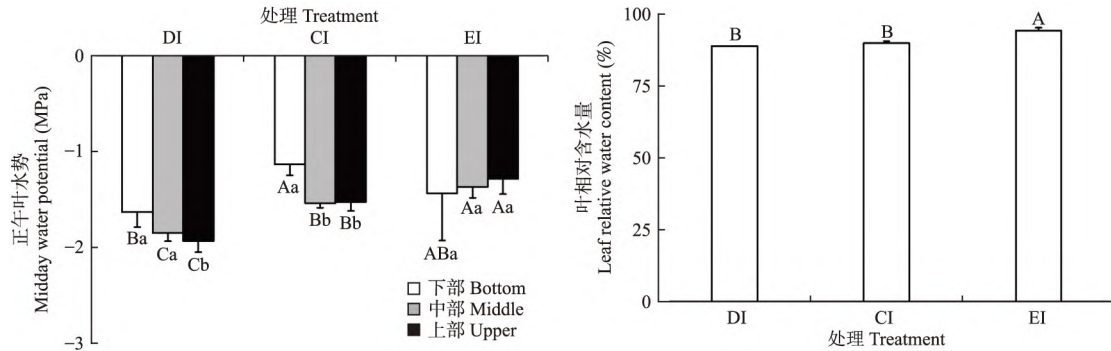 处理 Treatment
DI
CI
EI
0
−1
−2
−3
正午叶水势
Midday water potential (MPa)
Ba
Ca
Cb
Aa
Bb
Bb
ABa
Aa
Aa
下部 Bottom
中部 Middle
上部 Upper
100
75
50
25
0
叶相对含水量
Leaf relative water content (%)
B
B
A
DI
CI
EI
处理 Treatment